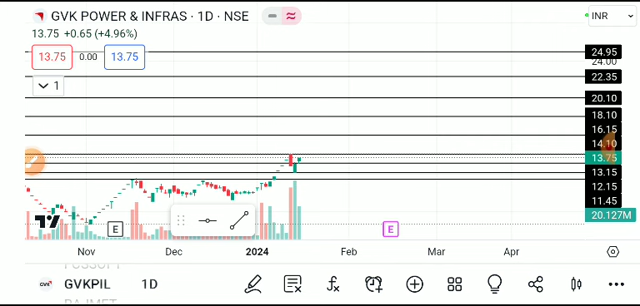 GVK POWER & INFRAS · 1D · NSE
INR
13.75 +0.65 (+4.96%)
13.75 0.00 13.75
1
24.95
24.00
22.35
20.10
18.10
16.15
14.10
13.75
13.15
12.15
11.45
20.127M
E E
Nov Dec 2024 Feb Mar Apr
GVKPIL 1D